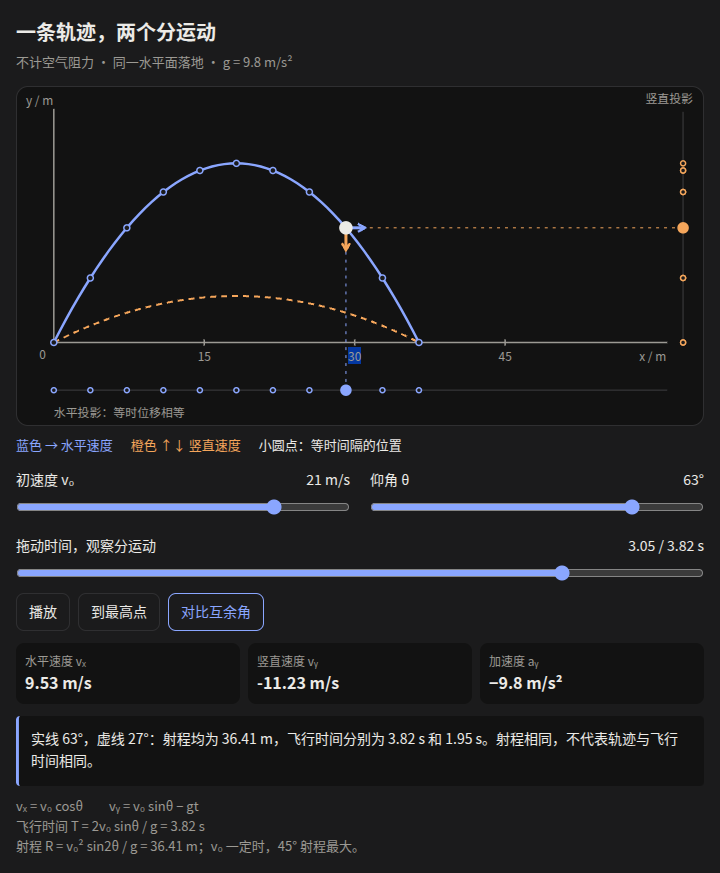 一条轨迹，两个分运动
不计空气阻力 · 同一水平面落地 · g = 9.8 m/s²
y / m
竖直投影
0
15
30
45
x / m
水平投影：等时位移相等
蓝色 → 水平速度 橙色 ↑↓ 竖直速度 小圆点：等时间隔的位置
初速度 v₀ 21 m/s 仰角 θ 63°
拖动时间，观察分运动 3.05 / 3.82 s
播放 到最高点 对比互余角
水平速度 vₓ 竖直速度 vᵧ 加速度 aᵧ
9.53 m/s -11.23 m/s −9.8 m/s²
实线 63°，虚线 27°：射程均为 36.41 m，飞行时间分别为 3.82 s 和 1.95 s。射程相同，不代表轨迹与飞行
时间相同。
vₓ = v₀ cosθ vᵧ = v₀ sinθ − gt
飞行时间 T = 2v₀ sinθ / g = 3.82 s
射程 R = v₀² sin2θ / g = 36.41 m；v₀ 一定时，45° 射程最大。